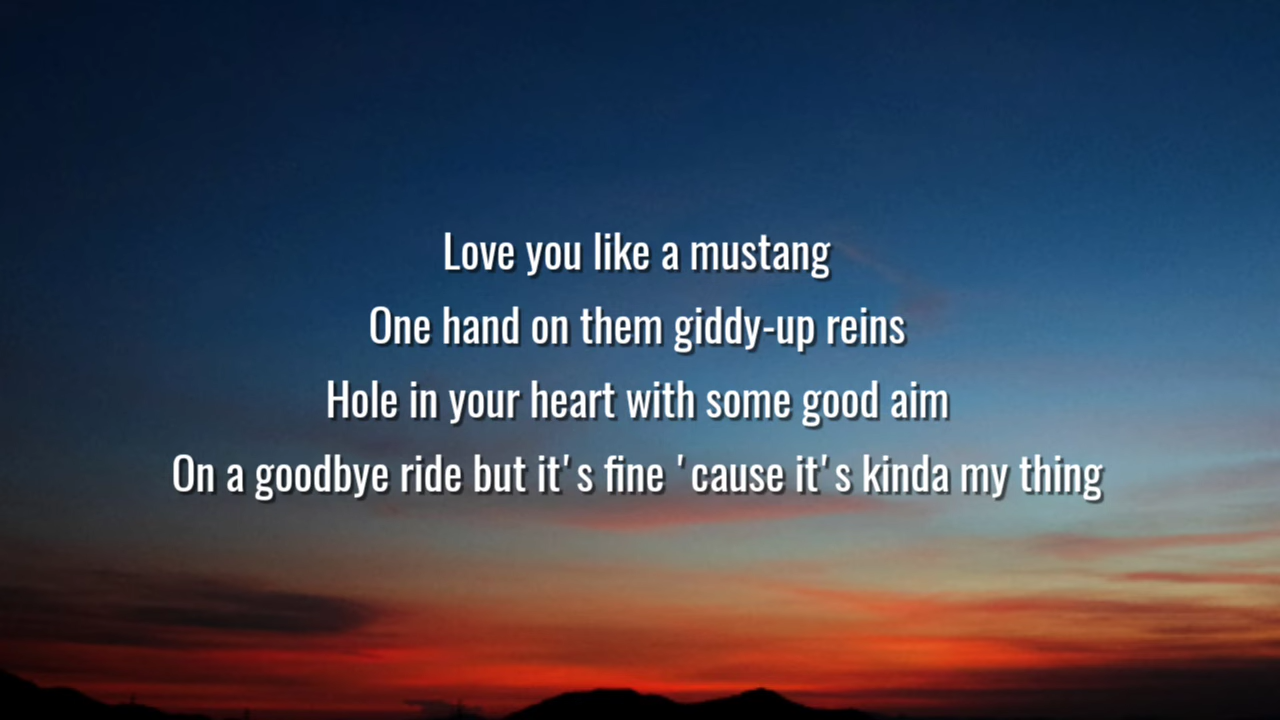 Love you like a mustang
One hand on them giddy-up reins
Hole in your heart with some good aim
On a goodbye ride but it's fine 'cause it's kinda my thing